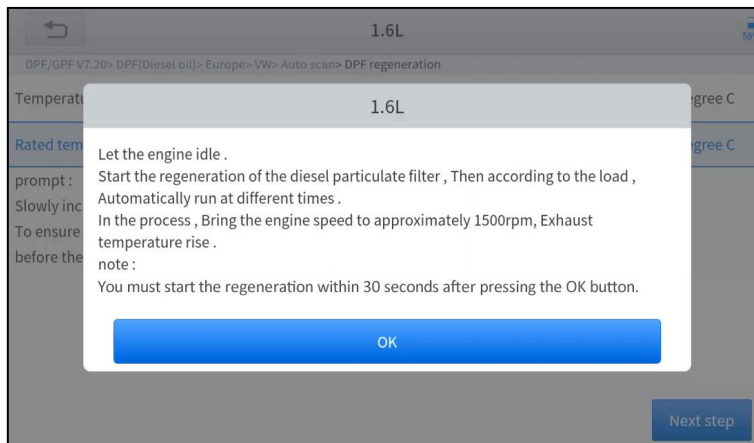 1.6L
58%
DPF/GPF V7.20> DPF(Diesel oil)> Europe> VW> Auto scan> DPF regeneration
Temperatu
egree C
1.6L
Rated tem
egree C
Let the engine idle .
Start the regeneration of the diesel particulate filter , Then according to the load ,
Automatically run at different times .
In the process , Bring the engine speed to approximately 1500rpm, Exhaust
temperature rise .
note :
You must start the regeneration within 30 seconds after pressing the OK button.
prompt :
Slowly inc
To ensure
before the
OK
Next step